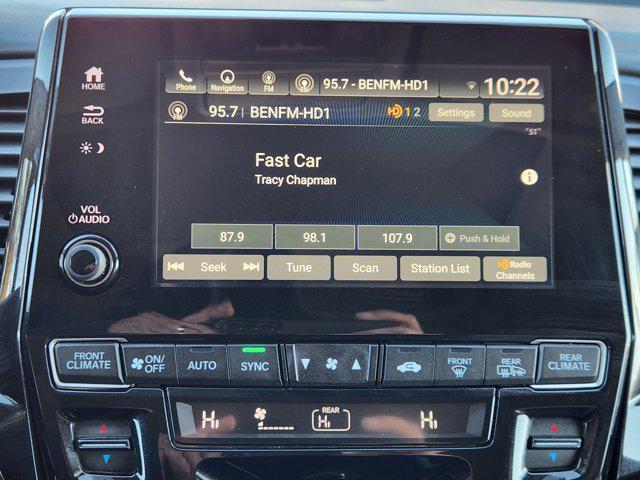 HOME
BACK
VOL
AUDIO
Phone
Navigation
FM
95.7 - BENFM-HD1
10:22
95.7 | BENFM-HD1
HD 1 2
Settings
Sound
"ST"
Fast Car
Tracy Chapman
87.9
98.1
107.9
Push & Hold
Seek
Tune
Scan
Station List
HD Radio
Channels
FRONT
CLIMATE
ON/
OFF
AUTO
SYNC
FRONT
REAR
REAR
CLIMATE
Hi
REAR
Hi
Hi